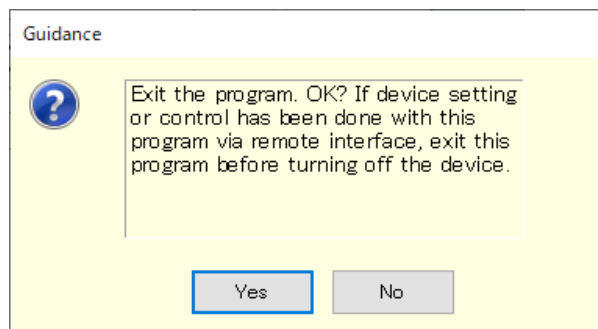 Guidance
Exit the program. OK? If device setting
or control has been done with this
program via remote interface, exit this
program before turning off the device.
Yes
No